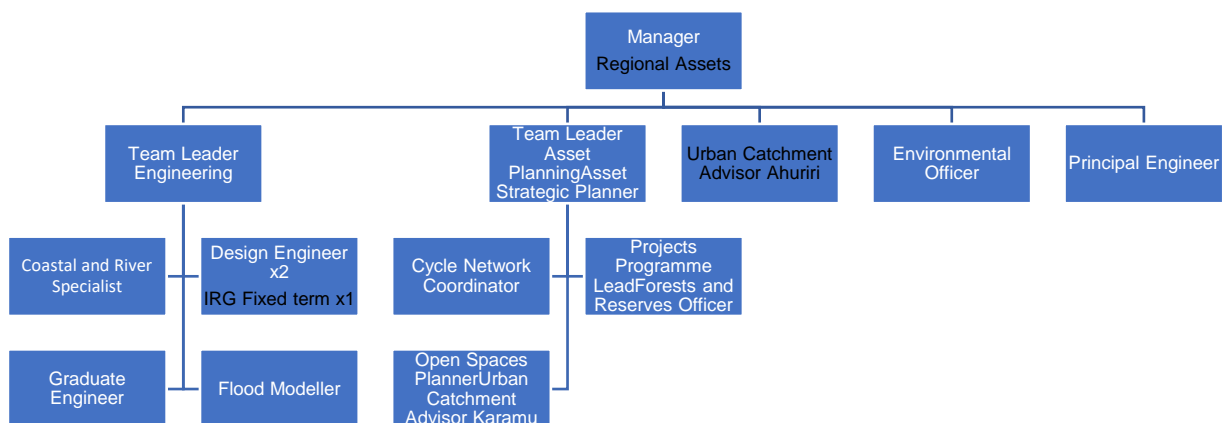 Manager
Regional Assets
Team Leader
Engineering
Team Leader
Asset
PlanningAsset
Strategic Planner
Urban Catchment
Advisor Ahuriri
Environmental
Officer
Principal Engineer
Coastal and River
Specialist
Design Engineer
x2
IRG Fixed term x1
Cycle Network
Coordinator
Projects
Programme
LeadForests and
Reserves Officer
Graduate
Engineer
Flood Modeller
Open Spaces
PlannerUrban
Catchment
Advisor Karamu